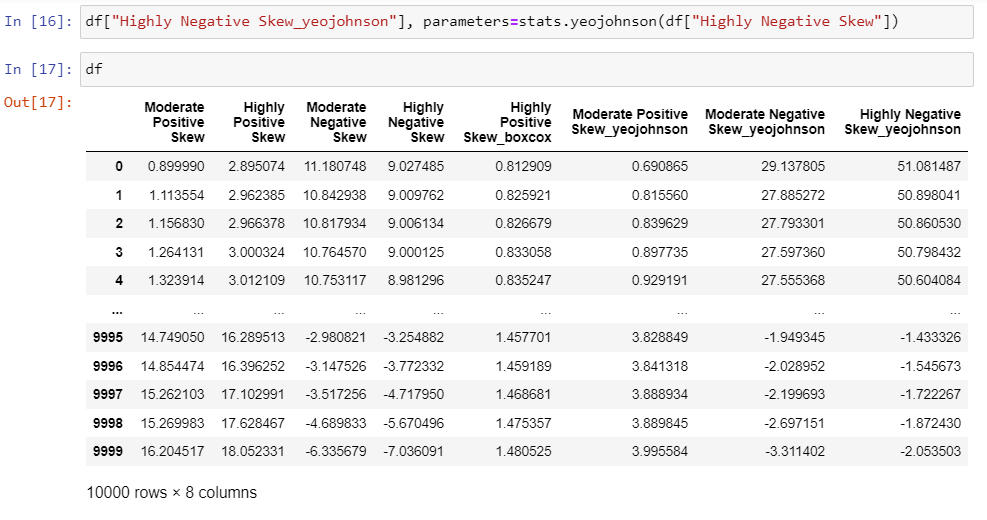 In [16]: df["Highly Negative Skew_yeojohnson"], parameters=stats.yeojohnson(df["Highly Negative Skew"])
In [17]: df
Out[17]:
Moderate Positive Skew Highly Positive Skew Moderate Negative Skew Highly Negative Skew Highly Positive Skew_boxcox Moderate Positive Skew_yeojohnson Moderate Negative Skew_yeojohnson Highly Negative Skew_yeojohnson
0 0.899990 2.895074 11.180748 9.027485 0.812909 0.690865 29.137805 51.081487
1 1.113554 2.962385 10.842938 9.009762 0.825921 0.815560 27.885272 50.898041
2 1.156830 2.966378 10.817934 9.006134 0.826679 0.839629 27.793301 50.860530
3 1.264131 3.000324 10.764570 9.000125 0.833058 0.897735 27.597360 50.798432
4 1.323914 3.012109 10.753117 8.981296 0.835247 0.929191 27.555368 50.604084
... ... ... ... ... ... ... ... ...
9995 14.749050 16.289513 -2.980821 -3.254882 1.457701 3.828849 -1.949345 -1.433326
9996 14.854474 16.396252 -3.147526 -3.772332 1.459189 3.841318 -2.028952 -1.545673
9997 15.262103 17.102991 -3.517256 -4.717950 1.468681 3.888934 -2.199693 -1.722267
9998 15.269983 17.628467 -4.689833 -5.670496 1.475357 3.889845 -2.697151 -1.872430
9999 16.204517 18.052331 -6.335679 -7.036091 1.480525 3.995584 -3.311402 -2.053503
10000 rows × 8 columns